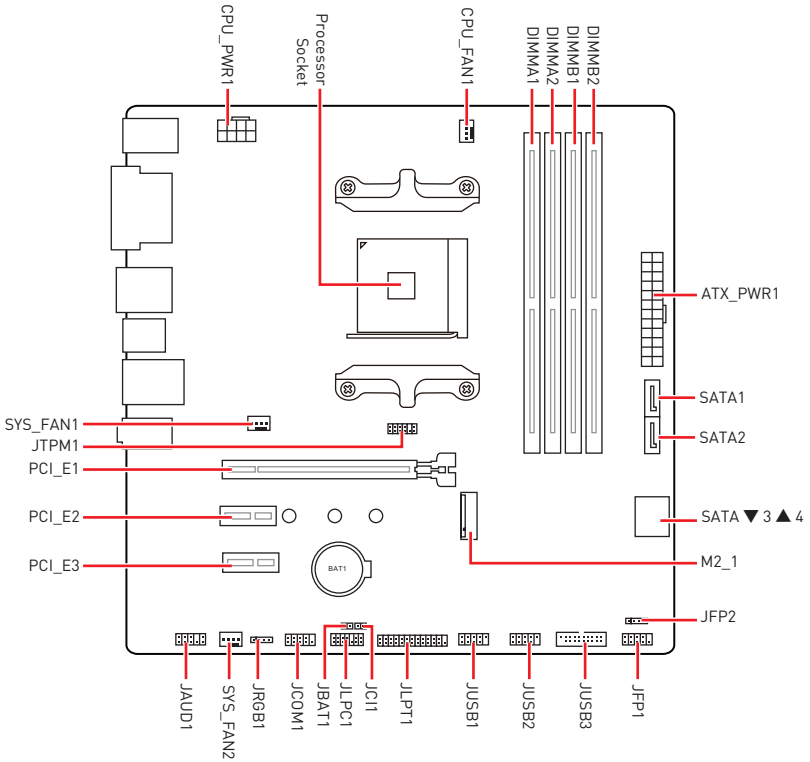 CPU_PWR1
Processor
Socket
CPU_FAN1
DIMMA1
DIMMA2
DIMMB1
DIMMB2
ATX_PWR1
SATA1
SATA2
SATA ▼ 3 ▲ 4
M2_1
JFP2
SYS_FAN1
JTPM1
PCI_E1
PCI_E2
PCI_E3
BAT1
JAUD1
SYS_FAN2
JRGB1
JCOM1
JBAT1
JLPC1
JCI1
JLPT1
JUSB1
JUSB2
JUSB3
JFP1